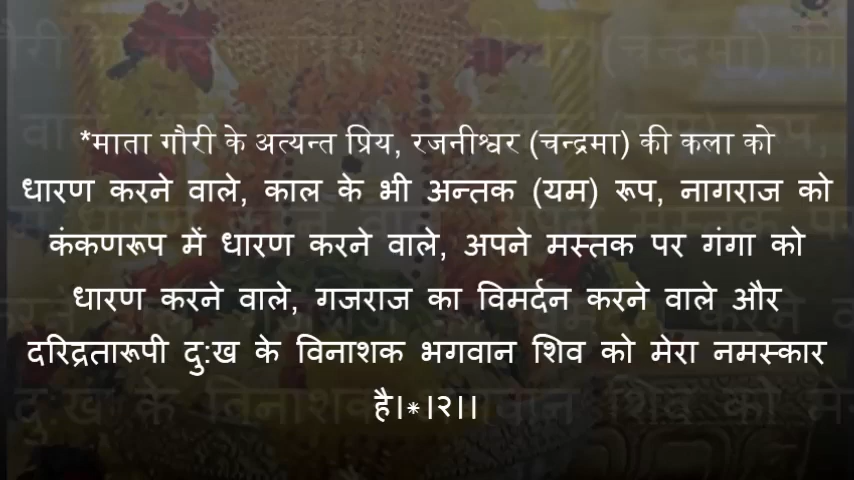 *माता गौरी के अत्यन्त प्रिय, रजनीश्वर (चन्द्रमा) की कला को
धारण करने वाले, काल के भी अन्तक (यम) रूप, नागराज को
कंकणरूप में धारण करने वाले, अपने मस्तक पर गंगा को
धारण करने वाले, गजराज का विमर्दन करने वाले और
दरिद्रतारूपी दु:ख के विनाशक भगवान शिव को मेरा नमस्कार
है।*।२।।